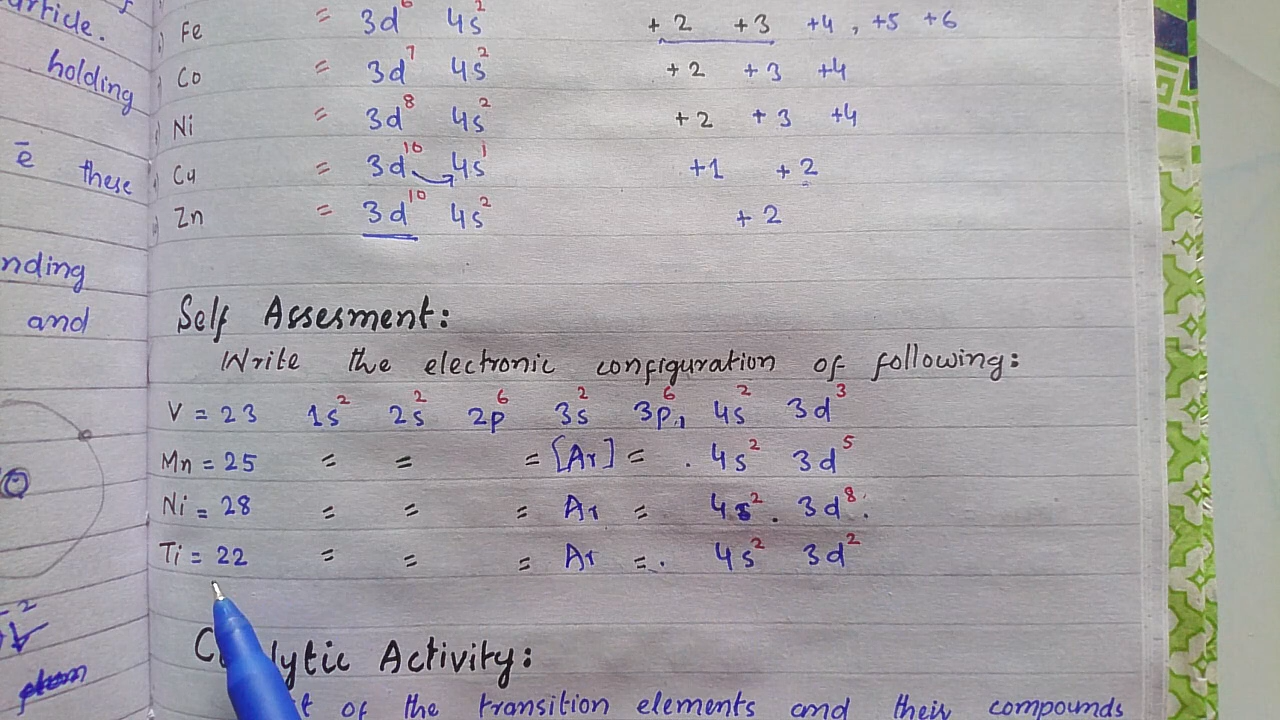 article.
holding
ē these
nding
and
Fe = 3d⁶ 4s² +2 +3 +4, +5 +6
Co = 3d⁷ 4s² +2 +3 +4
Ni = 3d⁸ 4s² +2 +3 +4
Cu = 3d¹⁰ 4s¹ +1 +2
Zn = 3d¹⁰ 4s² +2
Self Assesment:
Write the electronic configuration of following:
V = 23 1s² 2s² 2p⁶ 3s² 3p⁶, 4s² 3d³
Mn = 25 = = = [Ar] = . 4s² 3d⁵
Ni = 28 = = = Ar = 4s². 3d⁸.
Ti = 22 = = = Ar =. 4s² 3d²
Activity:
of the transition elements and their compounds